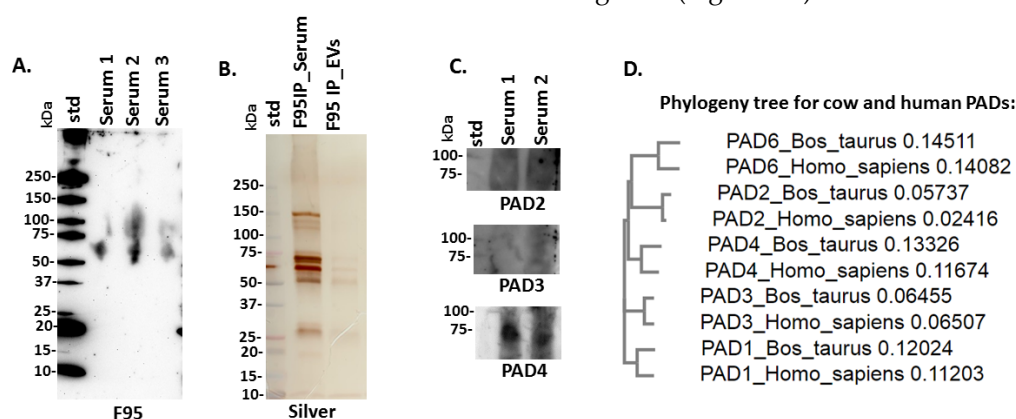 A.
kDa
std
Serum 1
Serum 2
Serum 3
250-
150-
100-
75-
50-
37-
25-
20-
15-
10-
F95
B.
kDa
std
F95IP_Serum
F95 IP_EVs
250-
150-
100-
75-
50-
37-
25-
20-
15-
10-
Silver
C.
kDa
std
Serum 1
Serum 2
100-
75-
PAD2
100-
75-
PAD3
100-
75-
PAD4
D.
Phylogeny tree for cow and human PADs:
PAD6_Bos_taurus 0.14511
PAD6_Homo_sapiens 0.14082
PAD2_Bos_taurus 0.05737
PAD2_Homo_sapiens 0.02416
PAD4_Bos_taurus 0.13326
PAD4_Homo_sapiens 0.11674
PAD3_Bos_taurus 0.06455
PAD3_Homo_sapiens 0.06507
PAD1_Bos_taurus 0.12024
PAD1_Homo_sapiens 0.11203